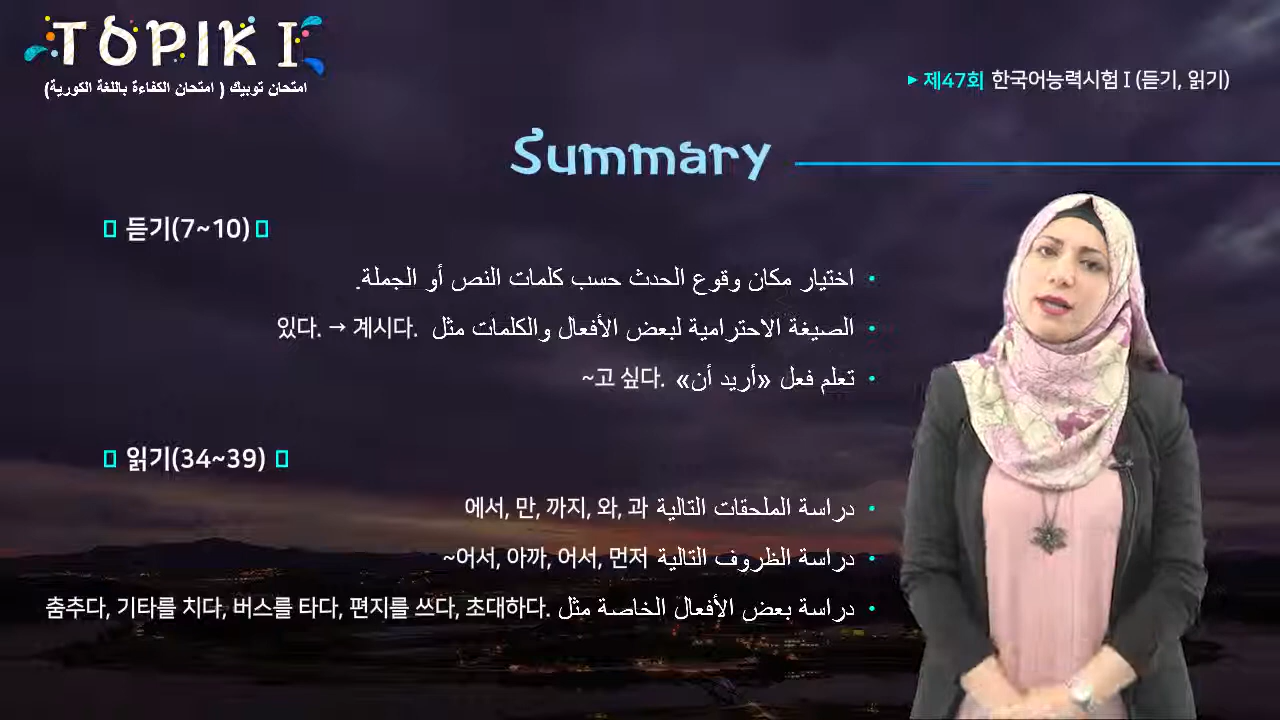 TOPIK I
امتحان توبيك ( امتحان الكفاءة باللغة الكورية)
▶ 제47회 한국어능력시험 I (듣기, 읽기)
Summary
듣기(7~10)
• اختيار مكان وقوع الحدث حسب كلمات النص أو الجملة.
• الصيغة الاحترامية لبعض الأفعال والكلمات مثل 있다. → 계시다.
• تعلم فعل «أريد أن» ~고 싶다.
읽기(34~39)
• دراسة الملحقات التالية 에서, 만, 까지, 와, 과
• دراسة الظروف التالية ~어서, 아까, 어서, 먼저
• دراسة بعض الأفعال الخاصة مثل 춤추다, 기타를 치다, 버스를 타다, 편지를 쓰다, 초대하다.